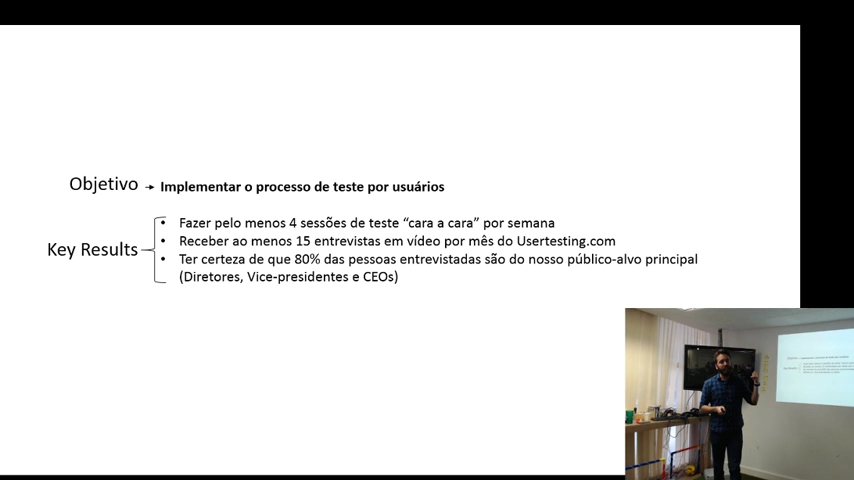 Objetivo → Implementar o processo de teste por usuários
Key Results
• Fazer pelo menos 4 sessões de teste “cara a cara” por semana
• Receber ao menos 15 entrevistas em vídeo por mês do Usertesting.com
• Ter certeza de que 80% das pessoas entrevistadas são do nosso público-alvo principal
(Diretores, Vice-presidentes e CEOs)